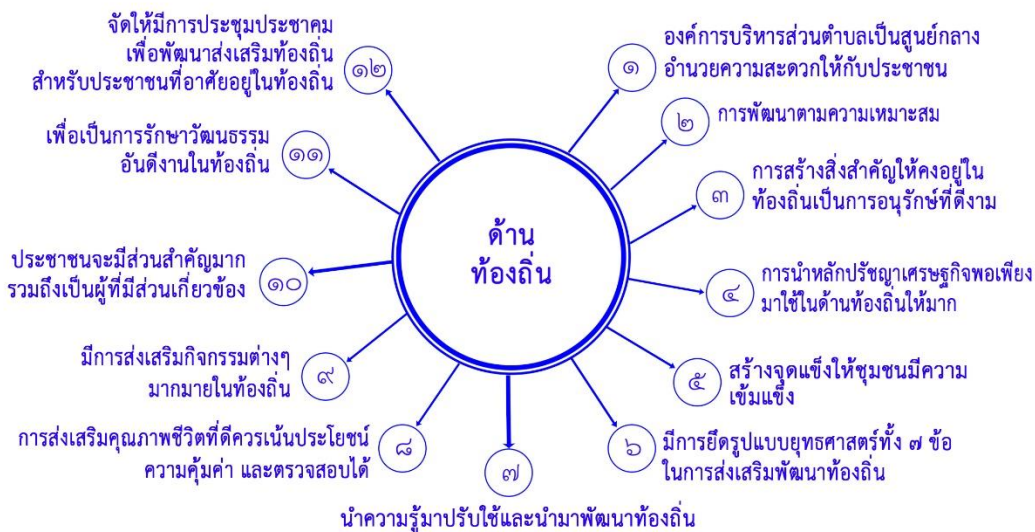 ด้าน
ท้องถิ่น
๑
องค์การบริหารส่วนตำบลเป็นศูนย์กลาง
อำนวยความสะดวกให้กับประชาชน
๒
การพัฒนาตามความเหมาะสม
๓
การสร้างสิ่งสำคัญให้คงอยู่ใน
ท้องถิ่นเป็นการอนุรักษ์ที่ดีงาม
๔
การนำหลักปรัชญาเศรษฐกิจพอเพียง
มาใช้ในด้านท้องถิ่นให้มาก
๕
สร้างจุดแข็งให้ชุมชนมีความ
เข้มแข็ง
๖
มีการยึดรูปแบบยุทธศาสตร์ทั้ง ๗ ข้อ
ในการส่งเสริมพัฒนาท้องถิ่น
๗
นำความรู้มาปรับใช้และนำมาพัฒนาท้องถิ่น
๘
การส่งเสริมคุณภาพชีวิตที่ดีควรเน้นประโยชน์
ความคุ้มค่า และตรวจสอบได้
๙
มีการส่งเสริมกิจกรรมต่างๆ
มากมายในท้องถิ่น
๑๐
ประชาชนจะมีส่วนสำคัญมาก
รวมถึงเป็นผู้ที่มีส่วนเกี่ยวข้อง
๑๑
เพื่อเป็นการรักษาวัฒนธรรม
อันดีงานในท้องถิ่น
๑๒
จัดให้มีการประชุมประชาคม
เพื่อพัฒนาส่งเสริมท้องถิ่น
สำหรับประชาชนที่อาศัยอยู่ในท้องถิ่น